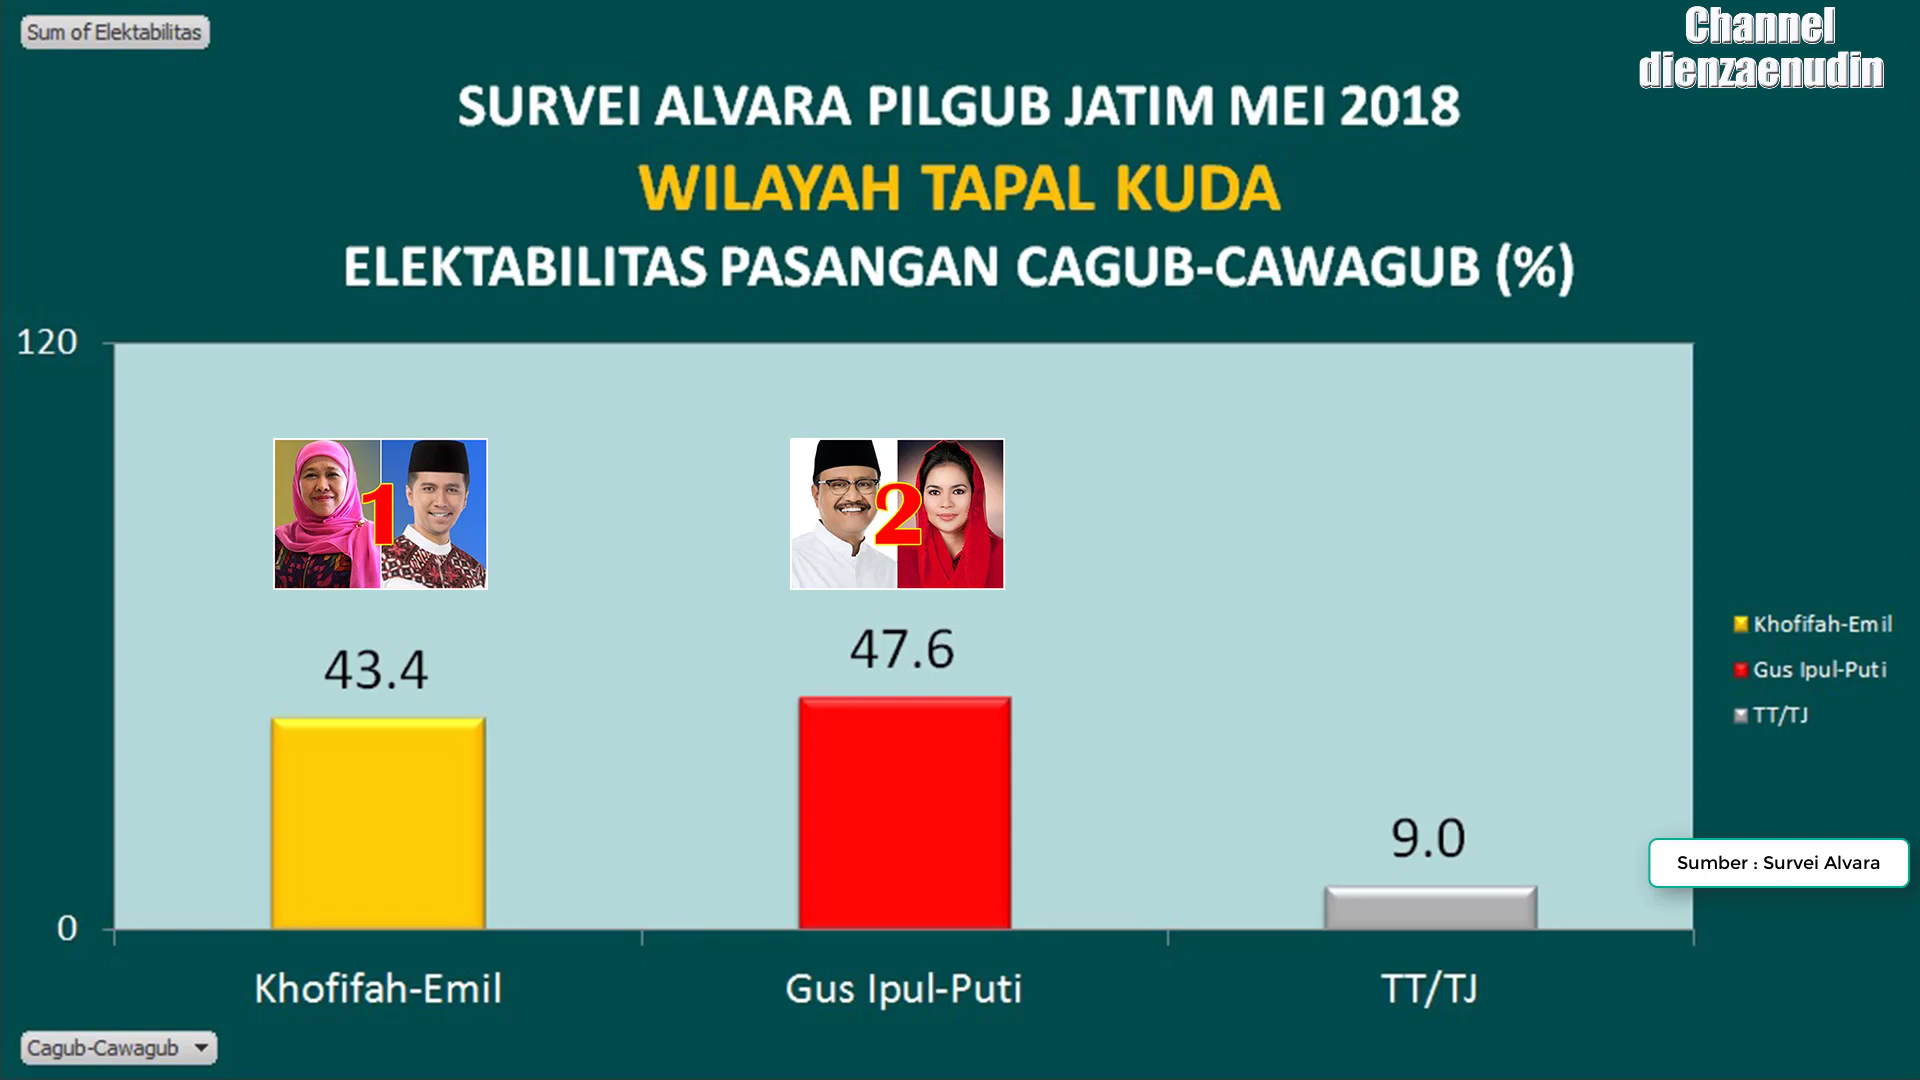 Sum of Elektabilitas
Channel
dienzaenudin
SURVEI ALVARA PILGUB JATIM MEI 2018
WILAYAH TAPAL KUDA
ELEKTABILITAS PASANGAN CAGUB-CAWAGUB (%)
120
1
2
43.4
47.6
9.0
0
Khofifah-Emil
Gus Ipul-Puti
TT/TJ
Khofifah-Emil
Gus Ipul-Puti
TT/TJ
Sumber : Survei Alvara
Cagub-Cawagub